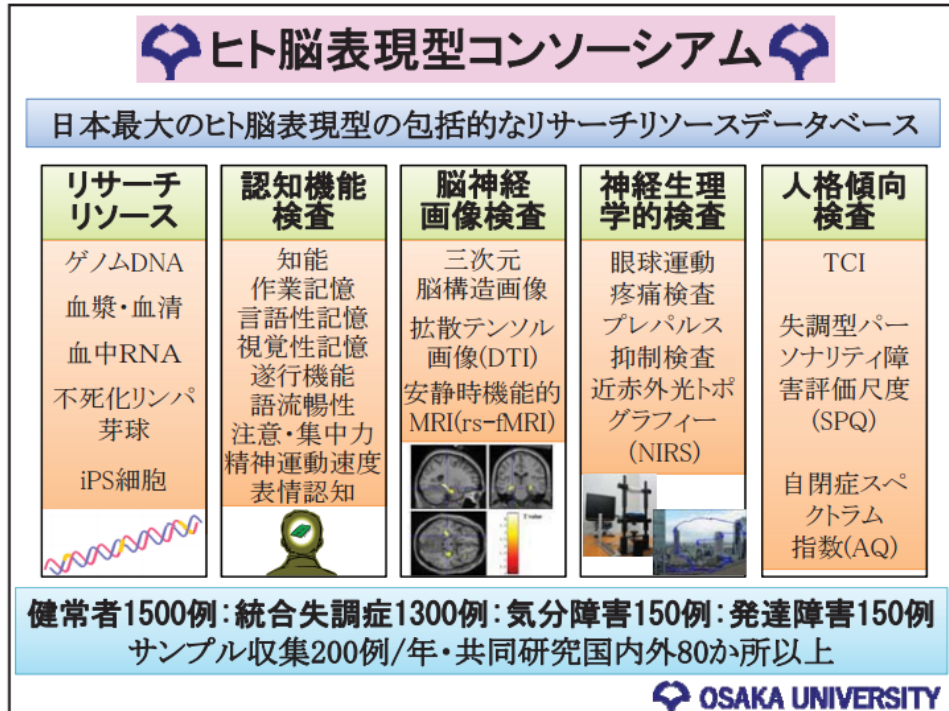 ヒト脳表現型コンソーシアム
日本最大のヒト脳表現型の包括的なリサーチリソースデータベース
リサーチ
リソース
ゲノムDNA
血漿・血清
血中RNA
不死化リンパ
芽球
iPS細胞
認知機能
検査
知能
作業記憶
言語性記憶
視覚性記憶
遂行機能
語流暢性
注意・集中力
精神運動速度
表情認知
脳神経
画像検査
三次元
脳構造画像
拡散テンソル
画像(DTI)
安静時機能的
MRI(rs-fMRI)
T value
神経生理
学的検査
眼球運動
疼痛検査
プレパルス
抑制検査
近赤外光トポ
グラフィー
(NIRS)
人格傾向
検査
TCI
失調型パー
ソナリティ障
害評価尺度
(SPQ)
自閉症スペ
クトラム
指数(AQ)
健常者1500例:統合失調症1300例:気分障害150例:発達障害150例
サンプル収集200例/年・共同研究国内外80か所以上
OSAKA UNIVERSITY